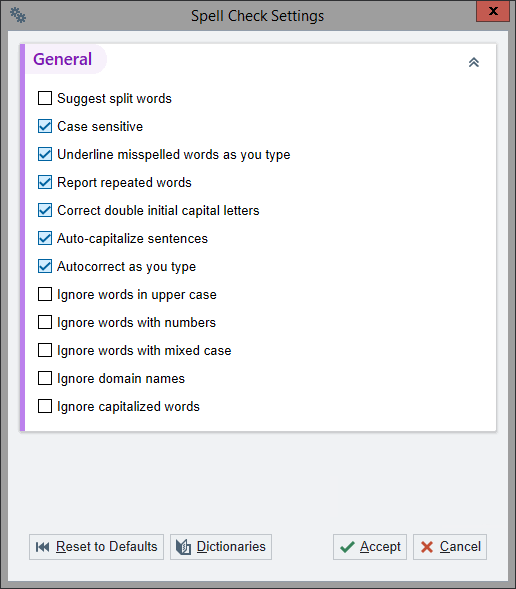 Spell Check Settings
x
General
Suggest split words
Case sensitive
Underline misspelled words as you type
Report repeated words
Correct double initial capital letters
Auto-capitalize sentences
Autocorrect as you type
Ignore words in upper case
Ignore words with numbers
Ignore words with mixed case
Ignore domain names
Ignore capitalized words
Reset to Defaults Dictionaries Accept Cancel